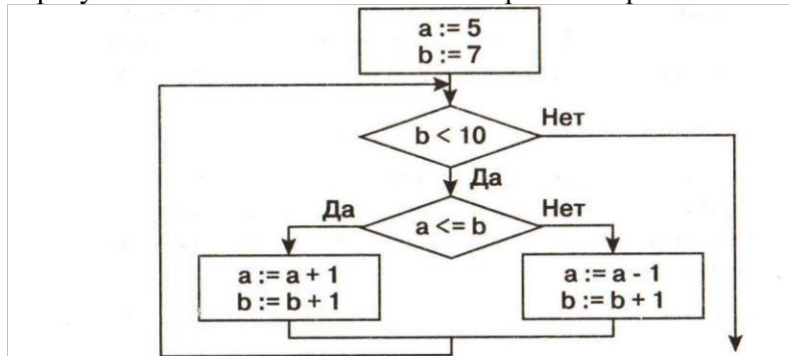 a := 5
b := 7
b < 10
Нет
Да
a <= b
Да
Нет
a := a + 1
b := b + 1
a := a - 1
b := b + 1